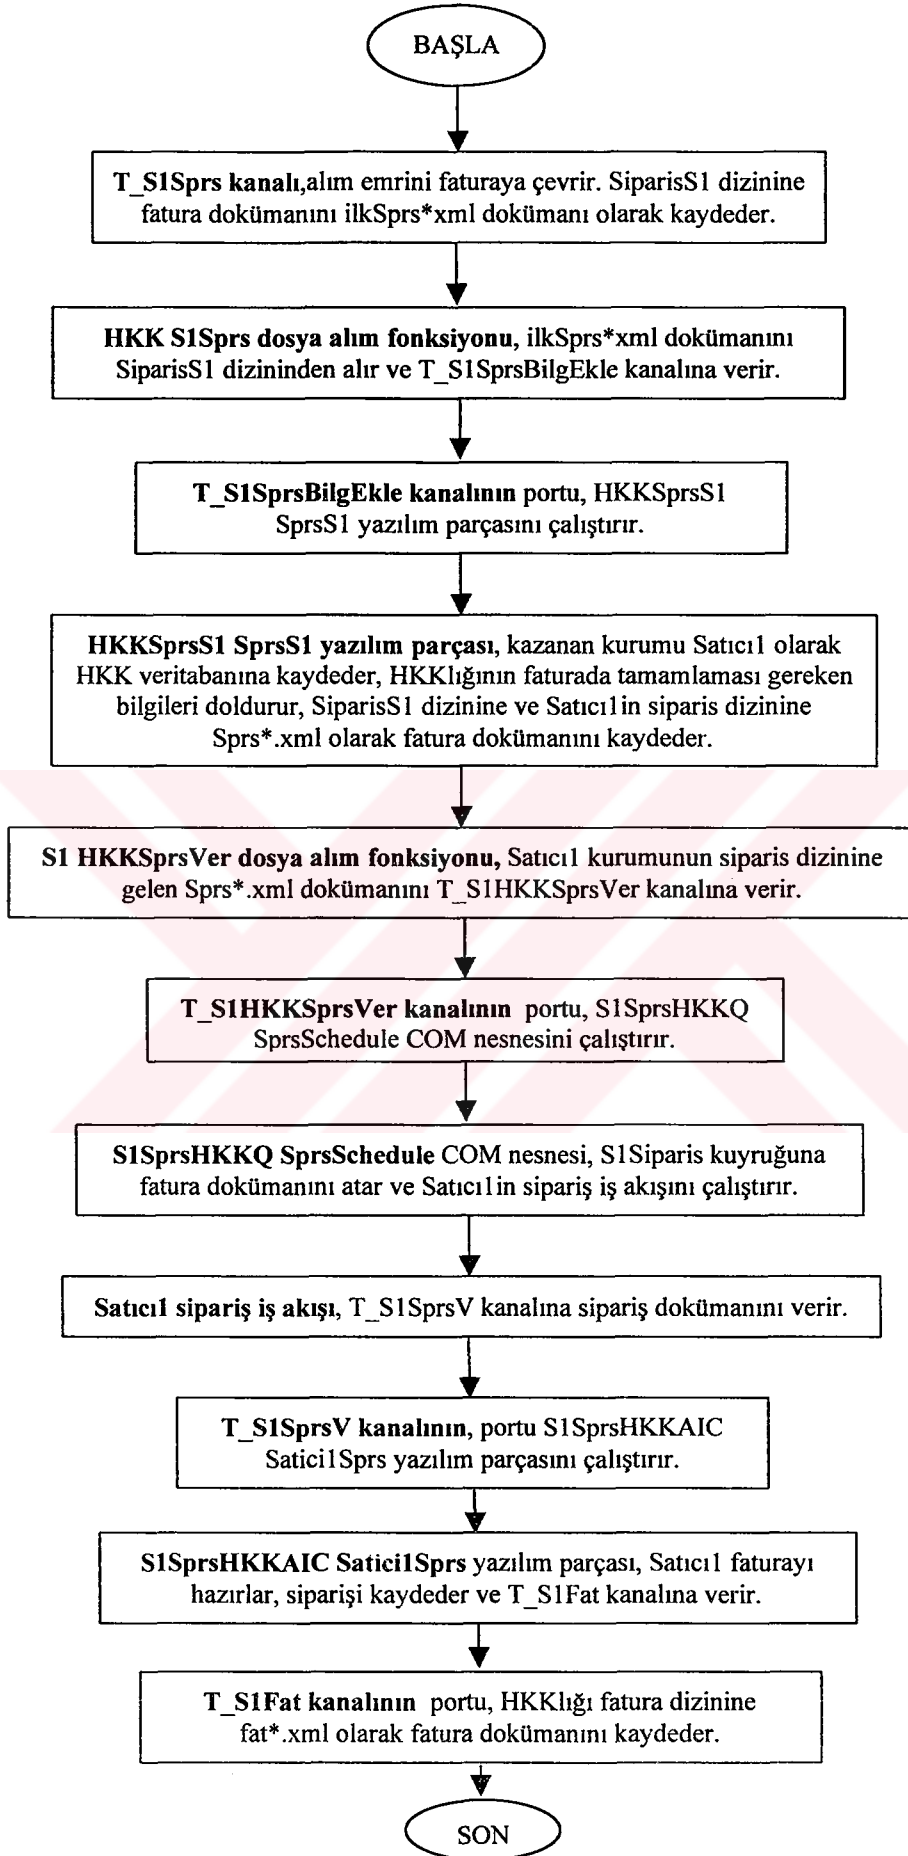 BAŞLA
T_S1Sprs kanalı,alım emrini faturaya çevrir. SiparisS1 dizinine
fatura dokümanını ilkSprs*xml dokümanı olarak kaydeder.
HKK S1Sprs dosya alım fonksiyonu, ilkSprs*xml dokümanını
SiparisS1 dizininden alır ve T_S1SprsBilgEkle kanalına verir.
T_S1SprsBilgEkle kanalının portu, HKKSprsS1
SprsS1 yazılım parçasını çalıştırır.
HKKSprsS1 SprsS1 yazılım parçası, kazanan kurumu Satıcı1 olarak
HKK veritabanına kaydeder, HKKlığının faturada tamamlaması gereken
bilgileri doldurur, SiparisS1 dizinine ve Satıcı1in siparis dizinine
Sprs*.xml olarak fatura dokümanını kaydeder.
S1 HKKSprsVer dosya alım fonksiyonu, Satıcı1 kurumunun siparis dizinine
gelen Sprs*.xml dokümanını T_S1HKKSprsVer kanalına verir.
T_S1HKKSprsVer kanalının portu, S1SprsHKKQ
SprsSchedule COM nesnesini çalıştırır.
S1SprsHKKQ SprsSchedule COM nesnesi, S1Siparis kuyruğuna
fatura dokümanını atar ve Satıcı1in sipariş iş akışını çalıştırır.
Satıcı1 sipariş iş akışı, T_S1SprsV kanalına sipariş dokümanını verir.
T_S1SprsV kanalının, portu S1SprsHKKAIC
Satici1Sprs yazılım parçasını çalıştırır.
S1SprsHKKAIC Satici1Sprs yazılım parçası, Satıcı1 faturayı
hazırlar, siparişi kaydeder ve T_S1Fat kanalına verir.
T_S1Fat kanalının portu, HKKlığı fatura dizinine
fat*.xml olarak fatura dokümanını kaydeder.
SON